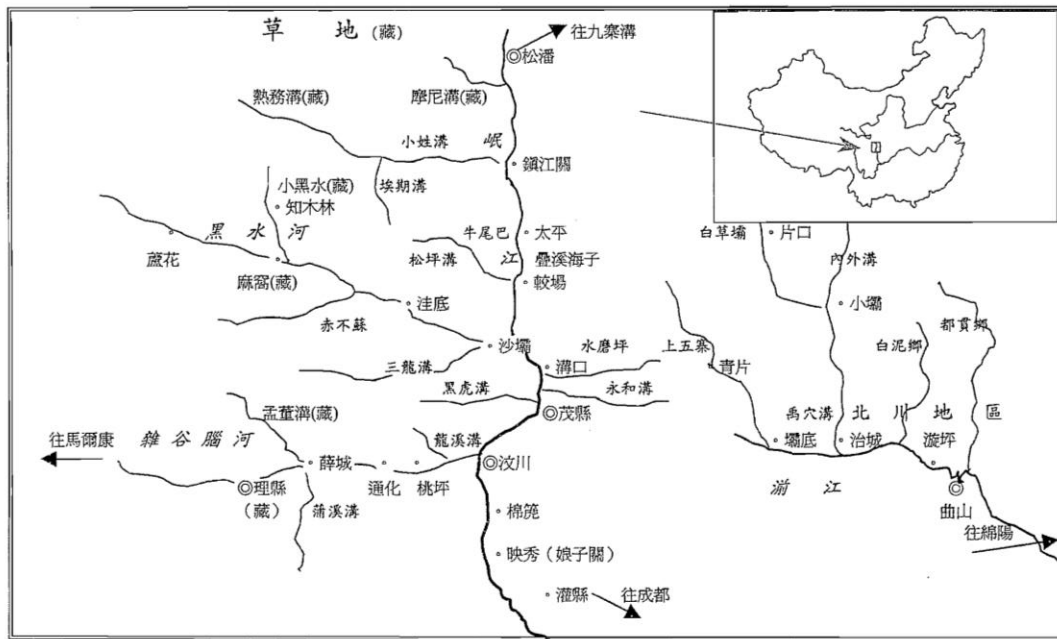 草 地 (藏)
往九寨溝
松潘
熱務溝(藏)
摩尼溝(藏)
小姓溝
岷
鎮江關
埃期溝
小黑水(藏)
知木林
黑 水 河
牛尾巴
太平
白草壩
片口
蘆花
松坪溝
江
疊溪海子
內外溝
麻窩(藏)
較場
洼底
小壩
赤不蘇
都貫鄉
白泥鄉
沙壩
水磨坪
上五寨
三龍溝
溝口
青片
黑虎溝
永和溝
孟董溝(藏)
茂縣
禹穴溝
北 川 地 區
往馬爾康
雜 谷 腦 河
龍溪溝
壩底
治城
漩坪
薛城
汶川
理縣
(藏)
通化
桃坪
湔 江
蒲溪溝
曲山
棉篪
往綿陽
映秀(娘子關)
灌縣
往成都